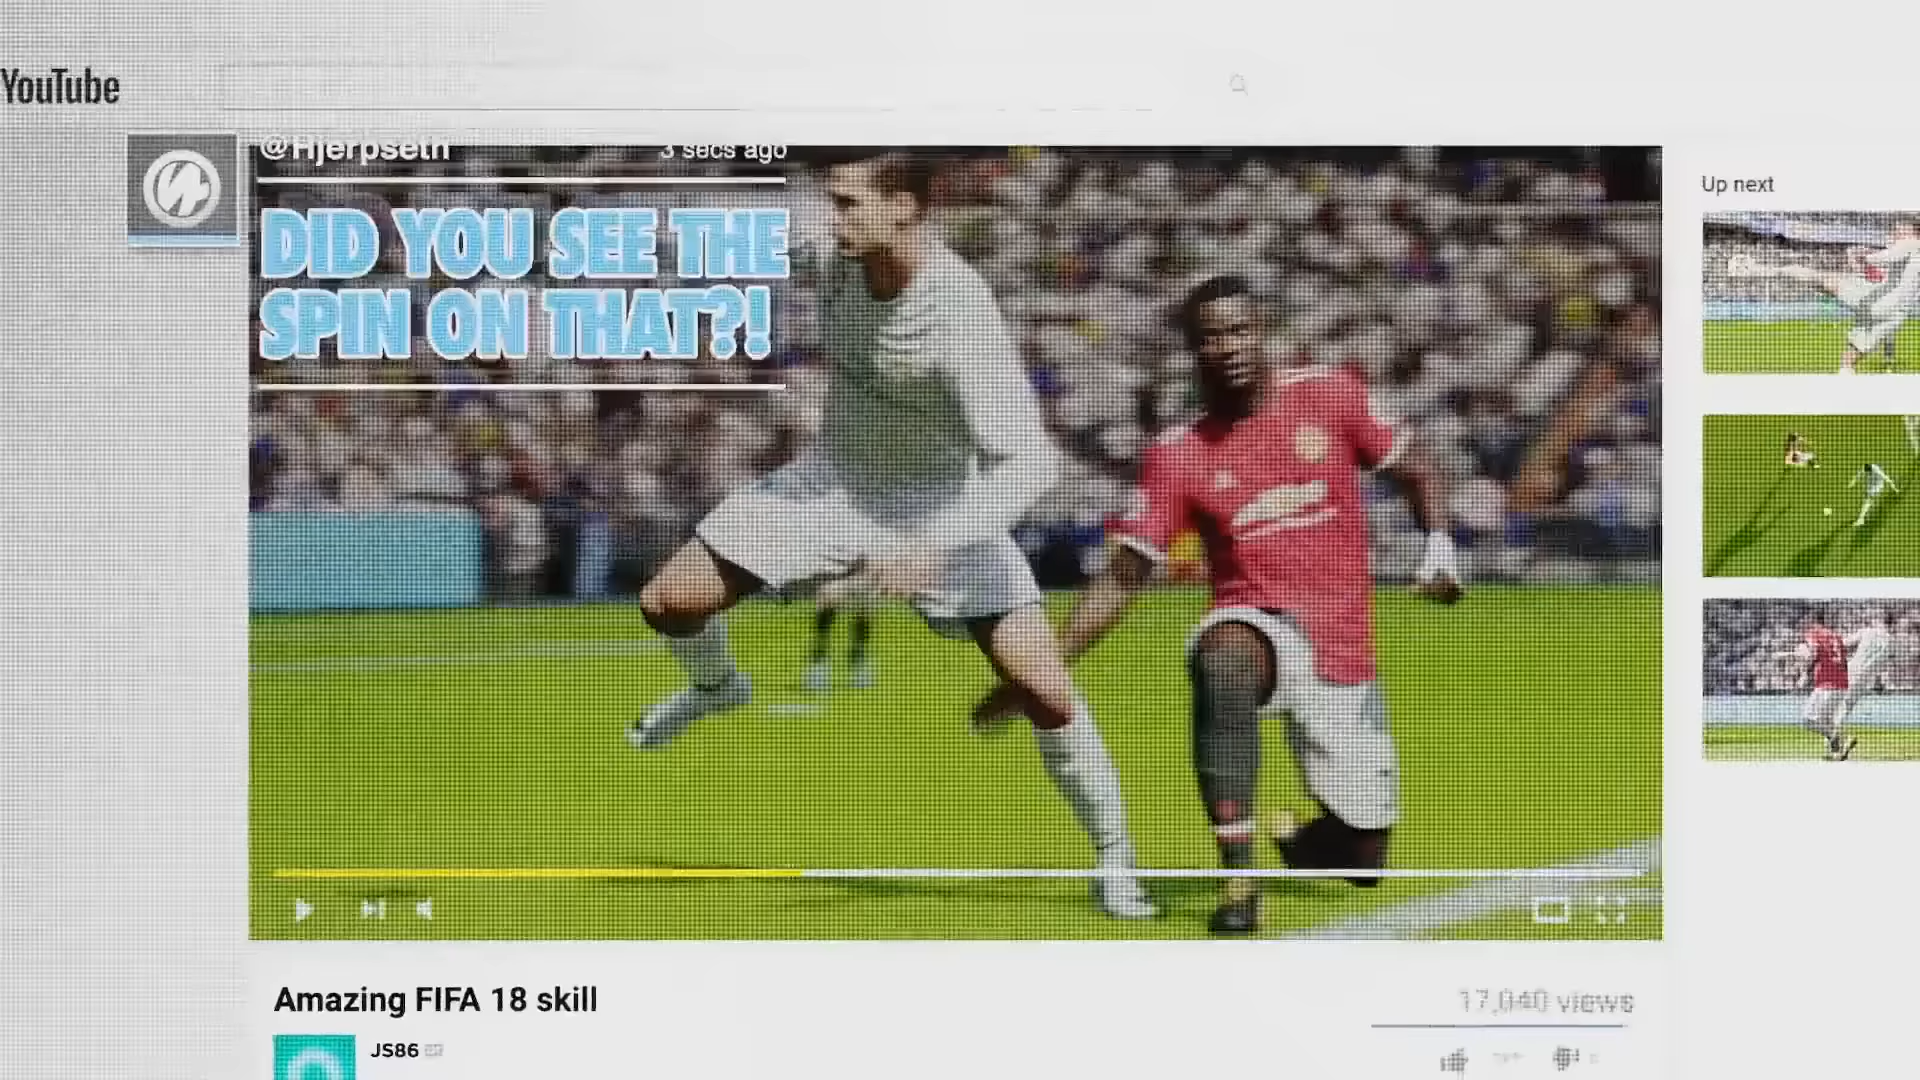 YouTube
@Hjerpseth
3 secs ago
DID YOU SEE THE
SPIN ON THAT?!
Up next
Amazing FIFA 18 skill
17,040 views
JS86